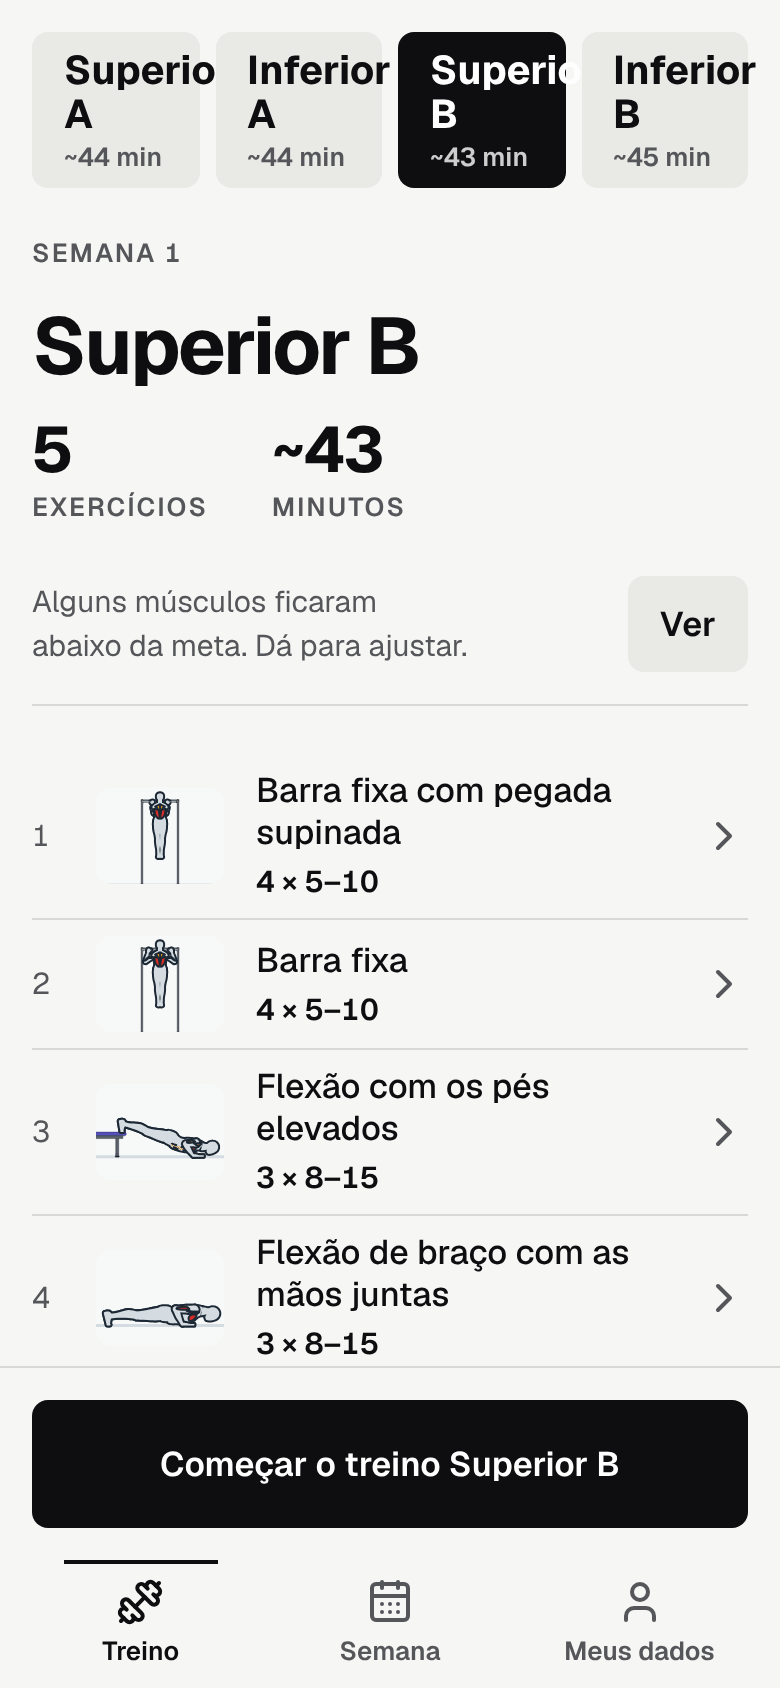 Superior A
~44 min
Inferior A
~44 min
Superior B
~43 min
Inferior B
~45 min
SEMANA 1
Superior B
5
EXERCÍCIOS
~43
MINUTOS
Alguns músculos ficaram
abaixo da meta. Dá para ajustar.
Ver
1
Barra fixa com pegada
supinada
4 × 5–10
2
Barra fixa
4 × 5–10
3
Flexão com os pés
elevados
3 × 8–15
4
Flexão de braço com as
mãos juntas
3 × 8–15
Começar o treino Superior B
Treino
Semana
Meus dados